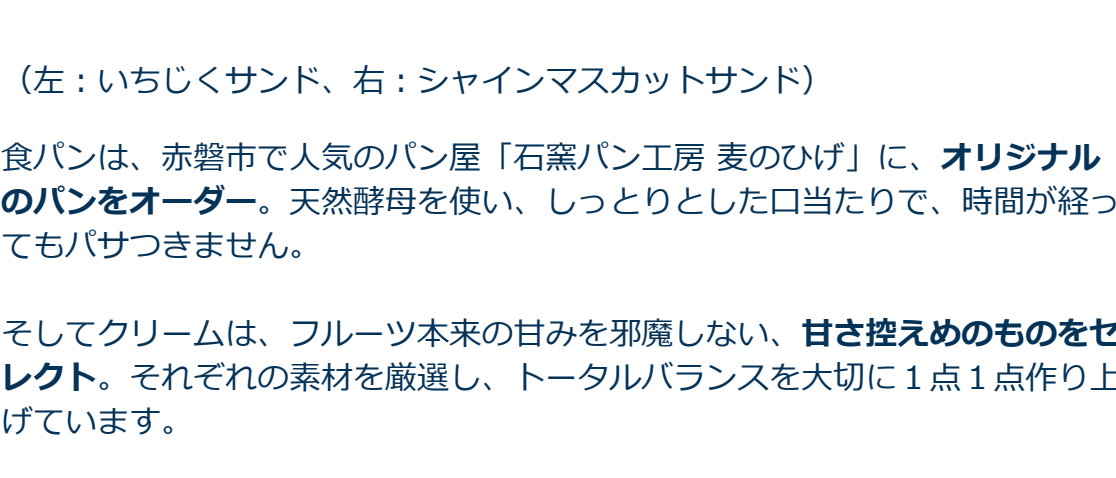 （左：いちじくサンド、右：シャインマスカットサンド）
食パンは、赤磐市で人気のパン屋「石窯パン工房 麦のひげ」に、オリジナル
のパンをオーダー。天然酵母を使い、しっとりとした口当たりで、時間が経っ
てもパサつきません。
そしてクリームは、フルーツ本来の甘みを邪魔しない、甘さ控えめのものをセ
レクト。それぞれの素材を厳選し、トータルバランスを大切に１点１点作り上
げています。